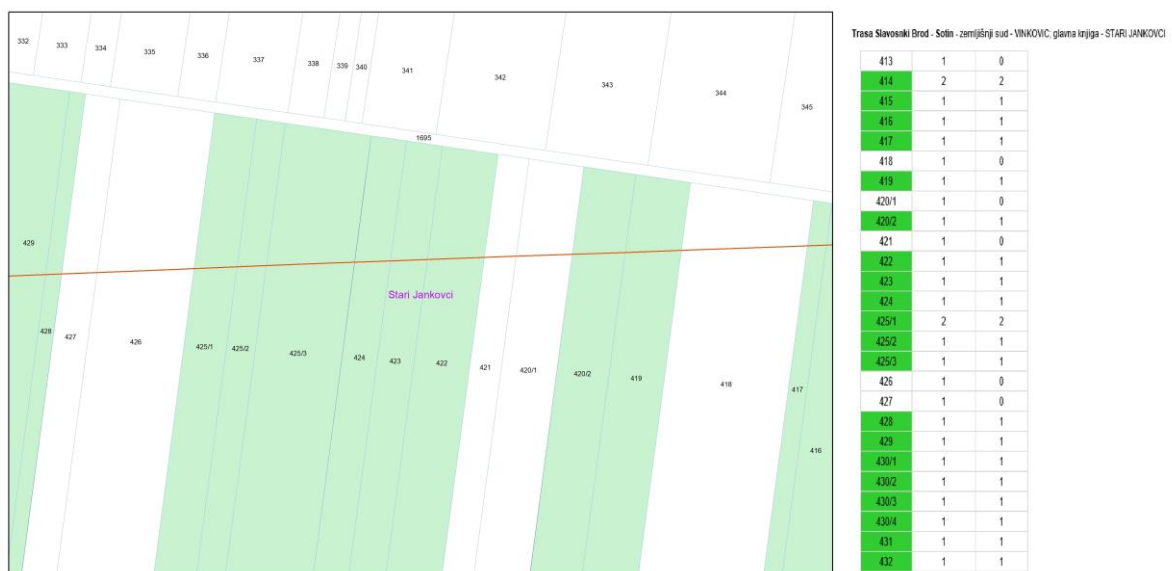 332 333 334 335 336 337 338 339 340 341 342 343 344 345
1695
429
Stari Jankovci
428 427 426 425/1 425/2 425/3 424 423 422 421 420/1 420/2 419 418 417
416
Trasa Slavosnki Brod - Sotin - zemljišnji sud - VINKOVIC; glavna knjiga - STARI JANKOVCI
413 1 0
414 2 2
415 1 1
416 1 1
417 1 1
418 1 0
419 1 1
420/1 1 0
420/2 1 1
421 1 0
422 1 1
423 1 1
424 1 1
425/1 2 2
425/2 1 1
425/3 1 1
426 1 0
427 1 0
428 1 1
429 1 1
430/1 1 1
430/2 1 1
430/3 1 1
430/4 1 1
431 1 1
432 1 1